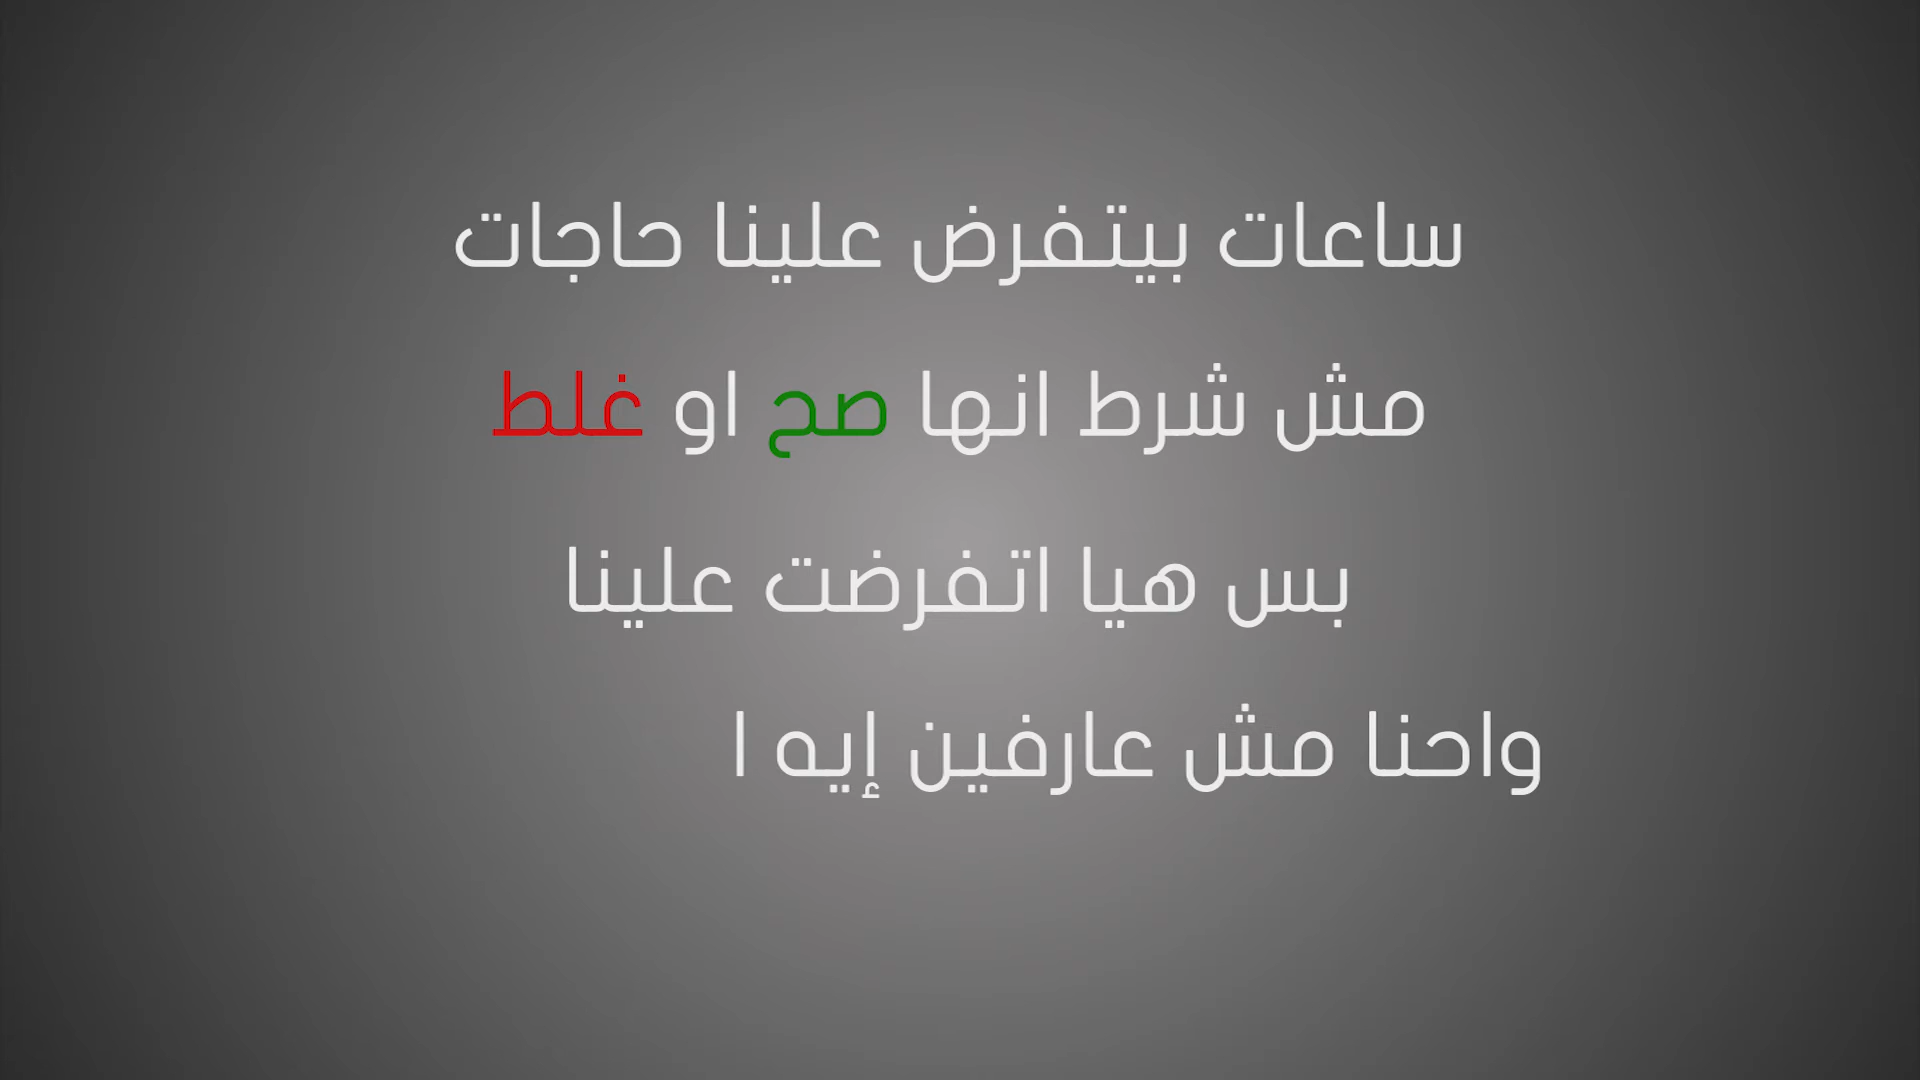 ساعات بيتفرض علينا حاجات
مش شرط انها صح او غلط
بس هيا اتفرضت علينا
واحنا مش عارفين إيه ا